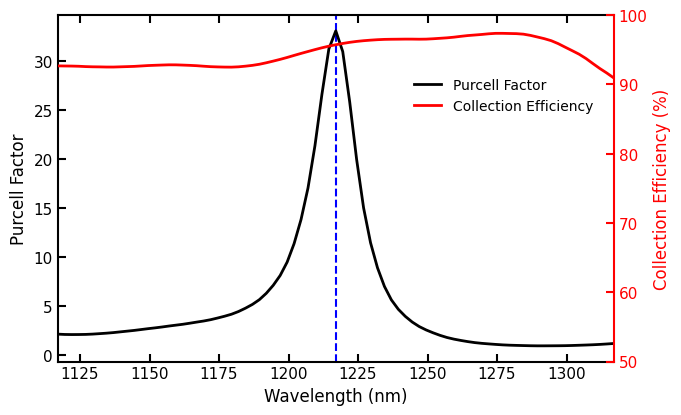 Purcell Factor
30
25
20
15
10
5
0
1125 1150 1175 1200 1225 1250 1275 1300
Wavelength (nm)
100
90
80
70
60
50
Collection Efficiency (%)
Purcell Factor
Collection Efficiency